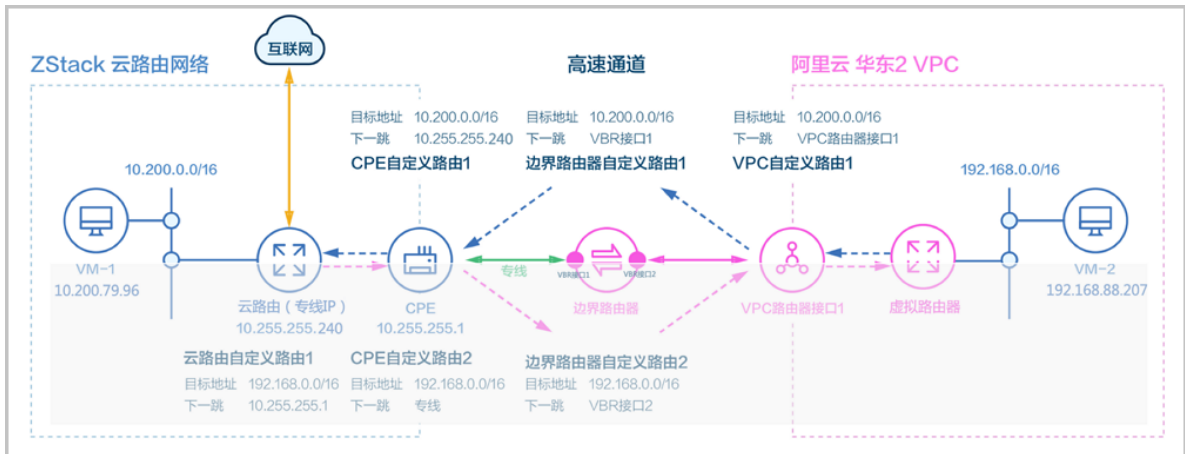 互联网
ZStack 云路由网络
高速通道
阿里云 华东2 VPC
目标地址 10.200.0.0/16
下一跳 10.255.255.240
CPE自定义路由1
目标地址 10.200.0.0/16
下一跳 VBR接口1
边界路由器自定义路由1
目标地址 10.200.0.0/16
下一跳 VPC路由器接口1
VPC自定义路由1
10.200.0.0/16
192.168.0.0/16
VM-1
10.200.79.96
云路由（专线IP）
10.255.255.240
CPE
10.255.255.1
专线
VBR接口1
VBR接口2
边界路由器
VPC路由器接口1
虚拟路由器
VM-2
192.168.88.207
云路由自定义路由1
目标地址 192.168.0.0/16
下一跳 10.255.255.1
CPE自定义路由2
目标地址 192.168.0.0/16
下一跳 专线
边界路由器自定义路由2
目标地址 192.168.0.0/16
下一跳 VBR接口2